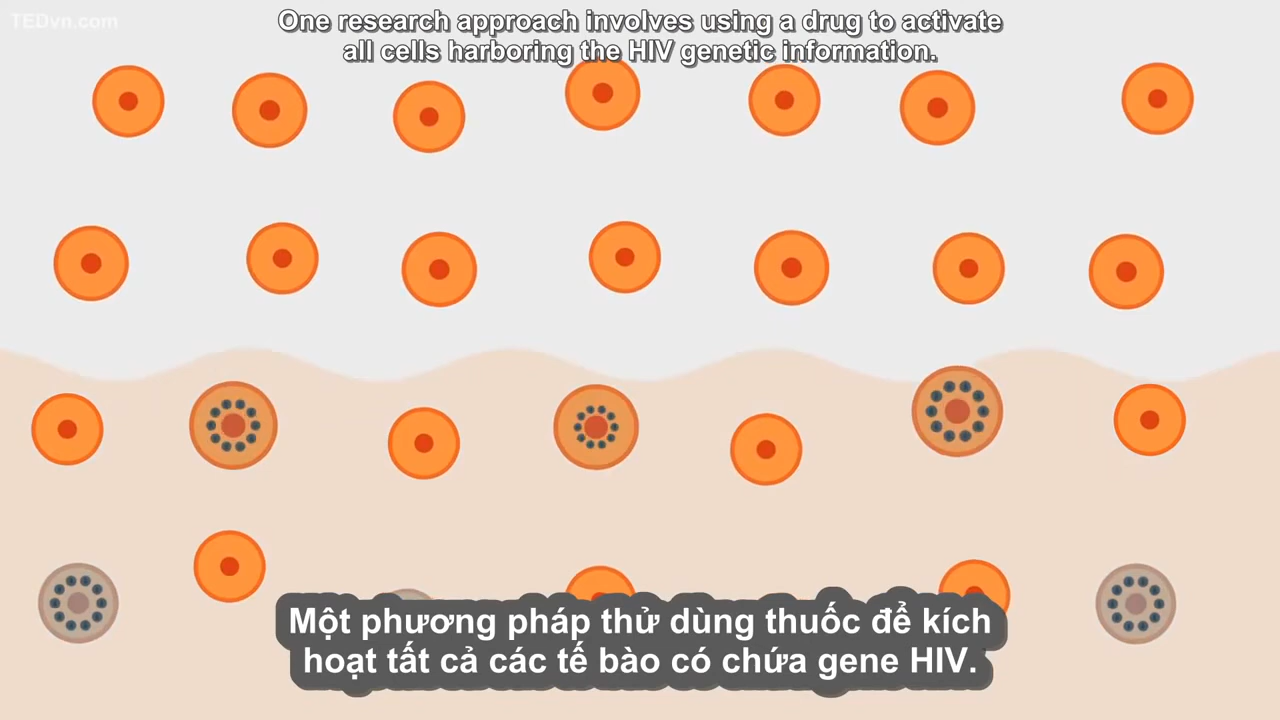 TEDvn.com
One research approach involves using a drug to activate
all cells harboring the HIV genetic information.
Một phương pháp thử dùng thuốc để kích
hoạt tất cả các tế bào có chứa gene HIV.